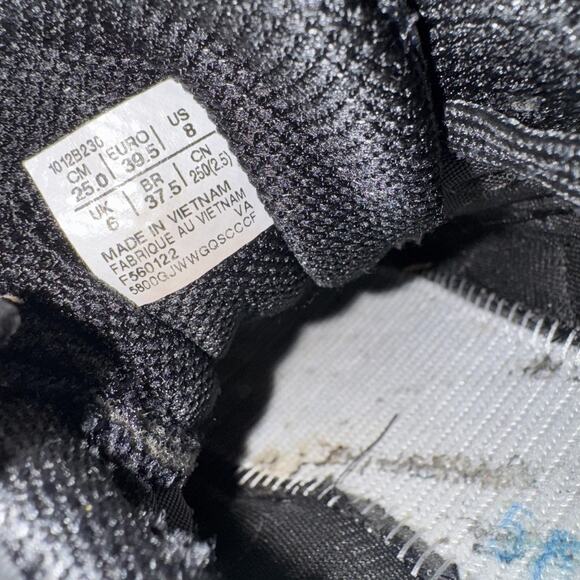 1012B230
CM EURO US
25.0 39.5 8
UK BR CN
6 37.5 250(2.5)
MADE IN VIETNAM
FABRIQUE AU VIETNAM
F560122 VA
5800GJWWGQSCCCF